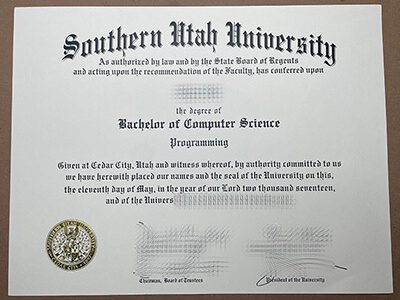 Southern Utah University
As authorized by law and by the State Board of Regents
and acting upon the recommendation of the Faculty, has conferred upon
the degree of
Bachelor of Computer Science
Programming
Given at Cedar City, Utah and witness whereof, by authority committed to us
we have herewith placed our names and the seal of the University on this,
the eleventh day of May, in the year of our Lord two thousand seventeen,
and of the Univers
Chairman, Board of Trustees
President of the University